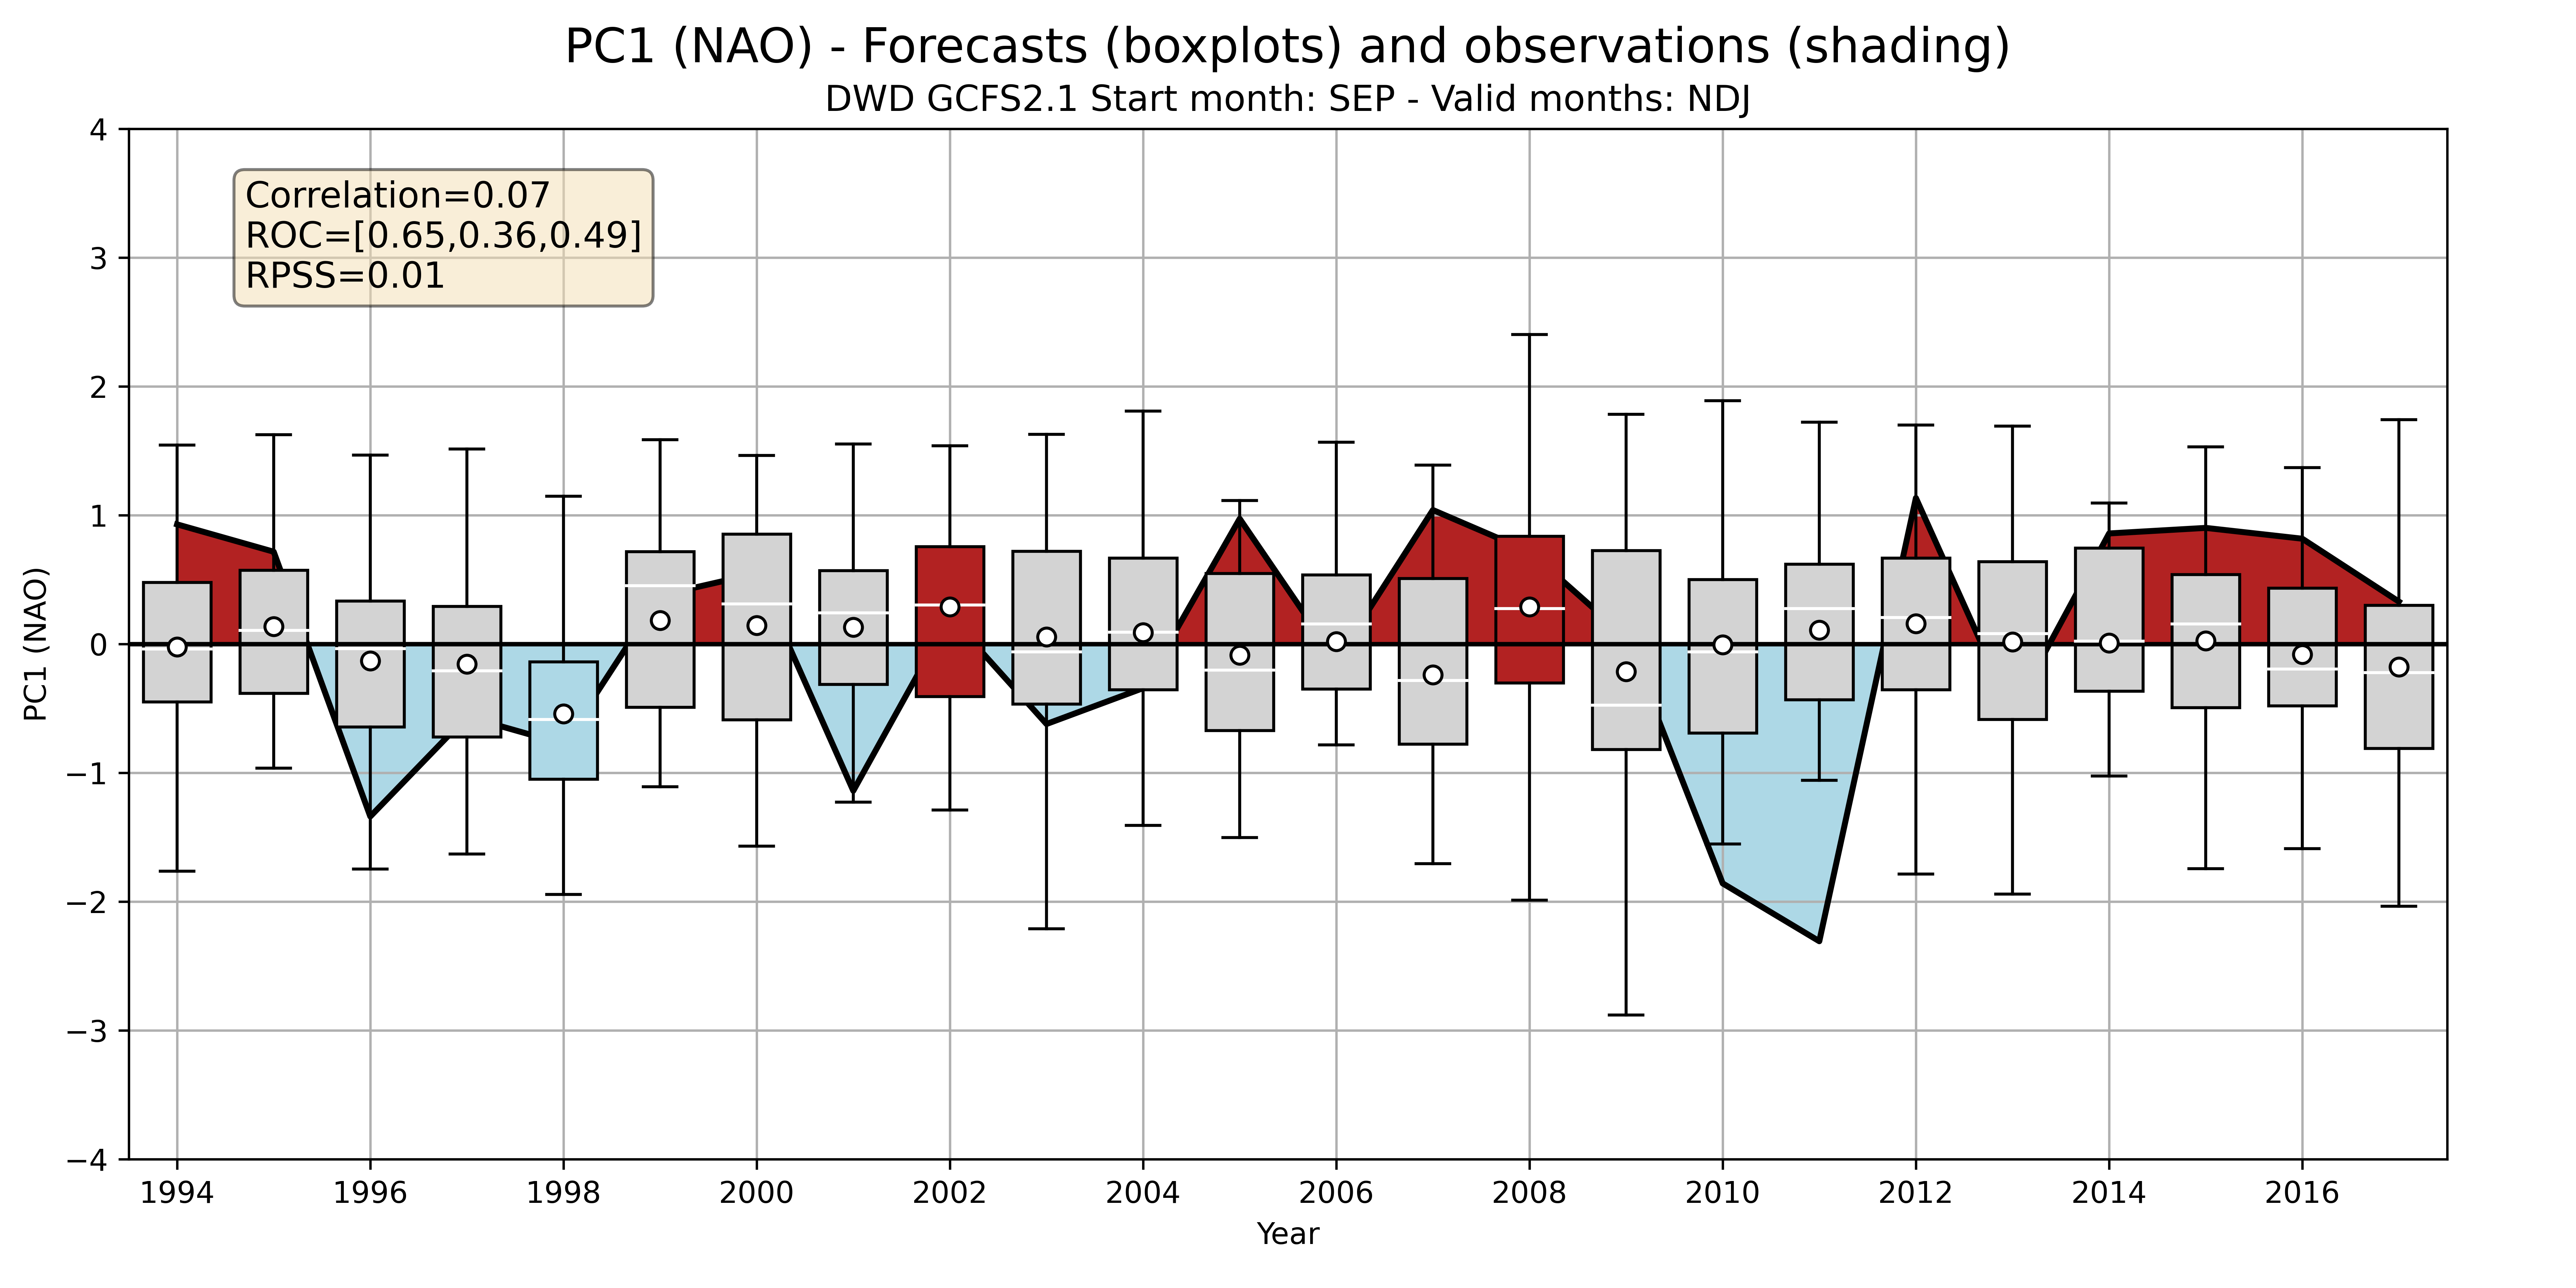 PC1 (NAO) - Forecasts (boxplots) and observations (shading)
DWD GCFS2.1 Start month: SEP - Valid months: NDJ
Correlation=0.07
ROC=[0.65,0.36,0.49]
RPSS=0.01
PC1 (NAO)
4
3
2
1
0
−1
−2
−3
−4
1994 1996 1998 2000 2002 2004 2006 2008 2010 2012 2014 2016
Year